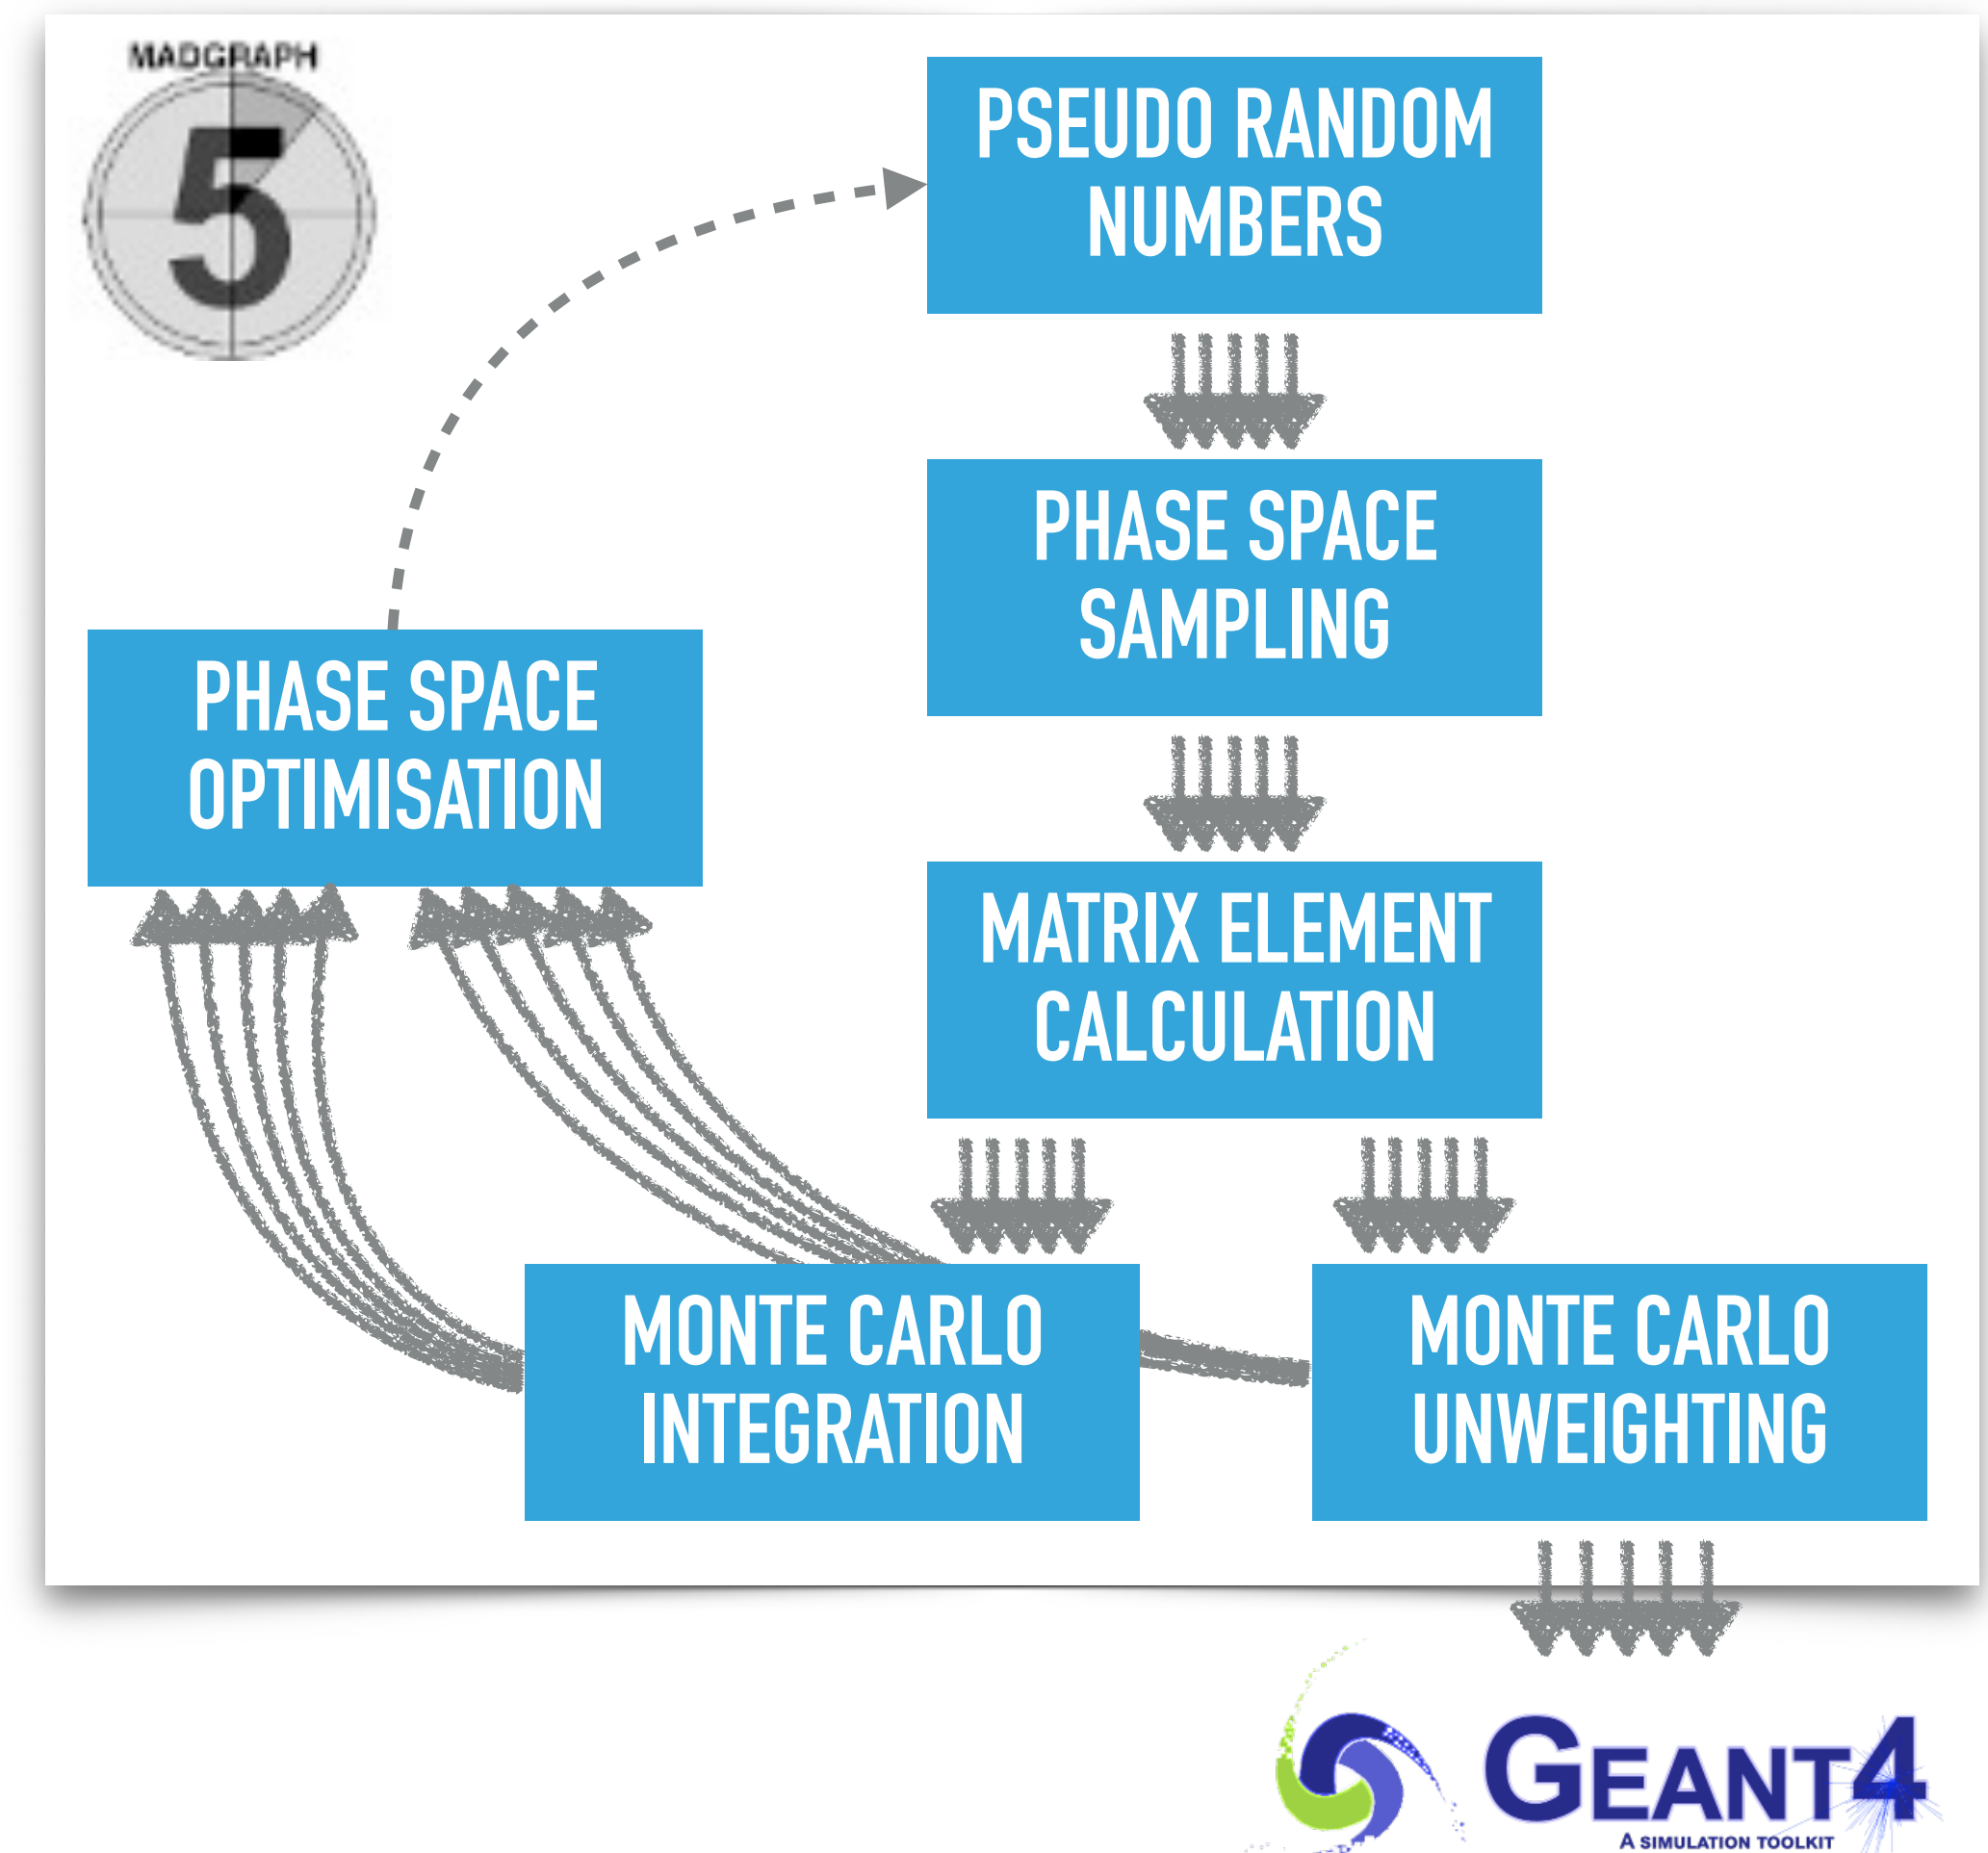 MADGRAPH
5
PSEUDO RANDOM
NUMBERS
PHASE SPACE
SAMPLING
PHASE SPACE
OPTIMISATION
MATRIX ELEMENT
CALCULATION
MONTE CARLO
INTEGRATION
MONTE CARLO
UNWEIGHTING
GEANT4
A SIMULATION TOOLKIT